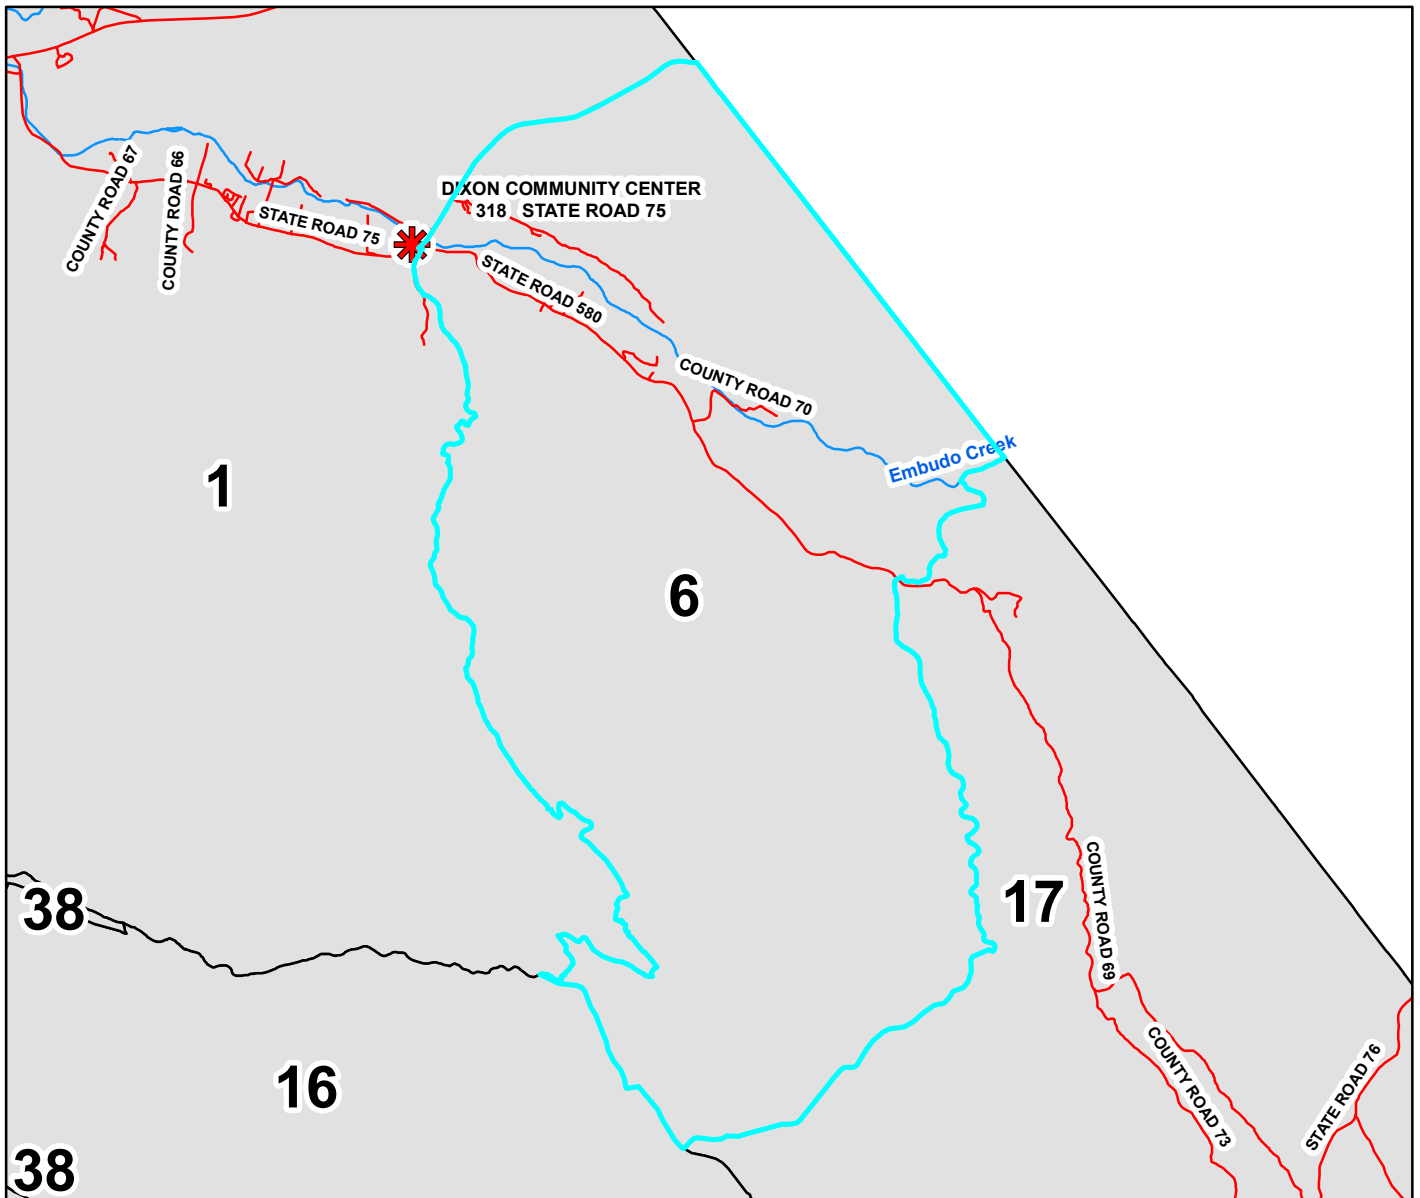 COUNTY ROAD 67
COUNTY ROAD 66
STATE ROAD 75
DIXON COMMUNITY CENTER
318 STATE ROAD 75
STATE ROAD 580
COUNTY ROAD 70
Embudo Creek
1
6
38
17
COUNTY ROAD 69
16
COUNTY ROAD 73
STATE ROAD 76
38